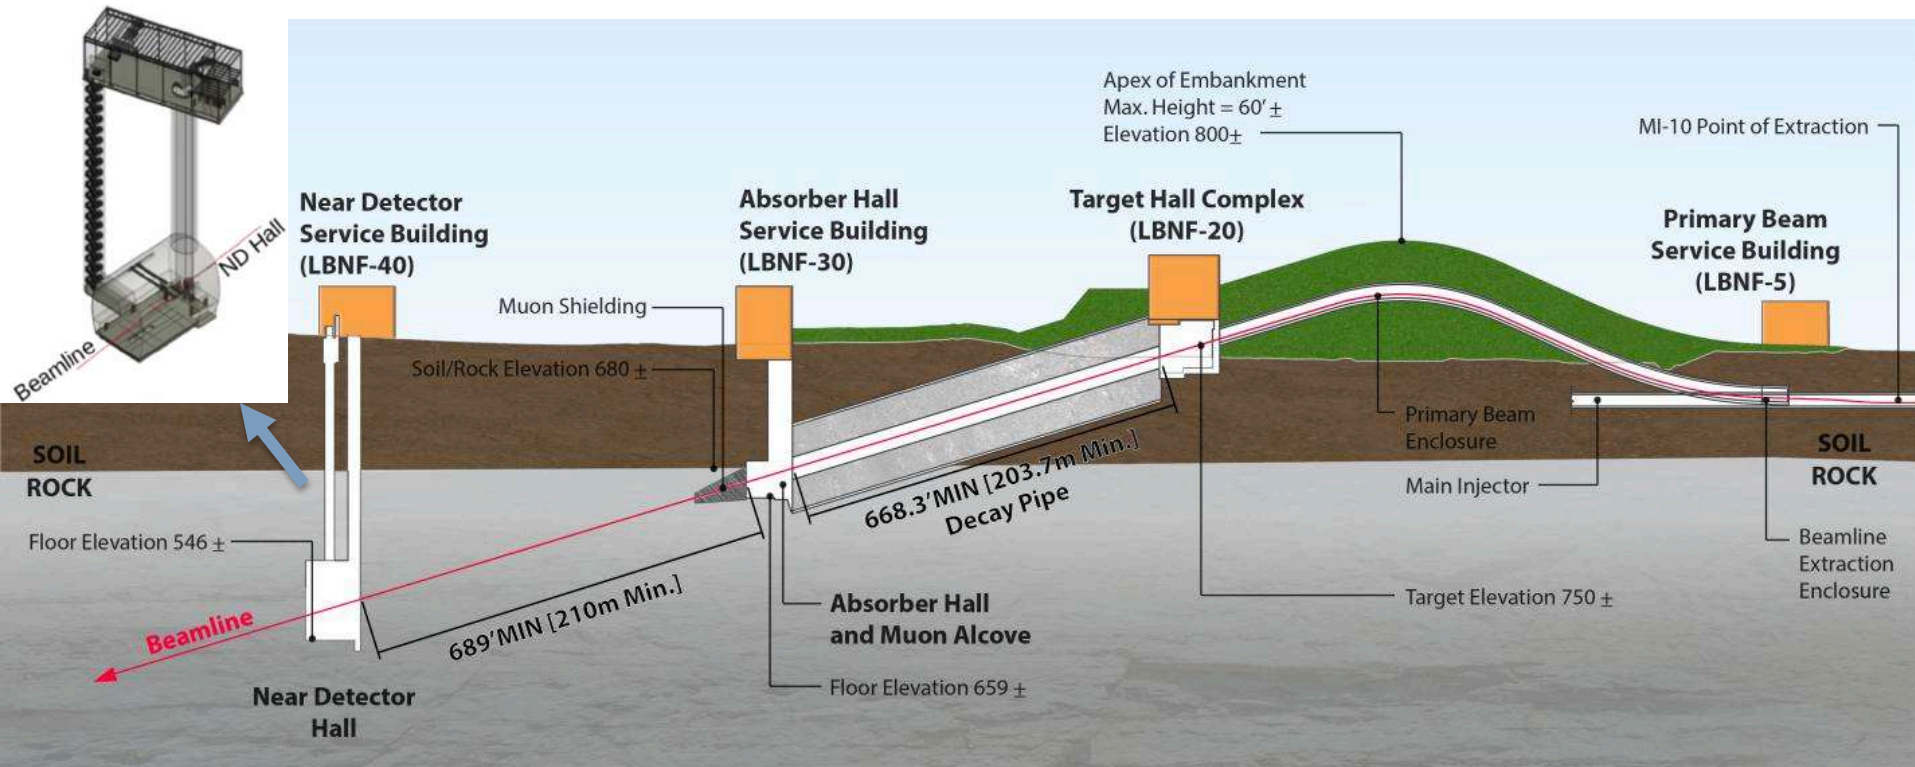 ND Hall
Beamline
Near Detector
Service Building
(LBNF-40)
Absorber Hall
Service Building
(LBNF-30)
Target Hall Complex
(LBNF-20)
Apex of Embankment
Max. Height = 60' ±
Elevation 800±
MI-10 Point of Extraction
Primary Beam
Service Building
(LBNF-5)
Muon Shielding
Soil/Rock Elevation 680 ±
SOIL
ROCK
Floor Elevation 546 ±
Beamline
Near Detector
Hall
689'MIN [210m Min.]
668.3'MIN [203.7m Min.]
Decay Pipe
Absorber Hall
and Muon Alcove
Floor Elevation 659 ±
Primary Beam
Enclosure
Main Injector
Target Elevation 750 ±
SOIL
ROCK
Beamline
Extraction
Enclosure